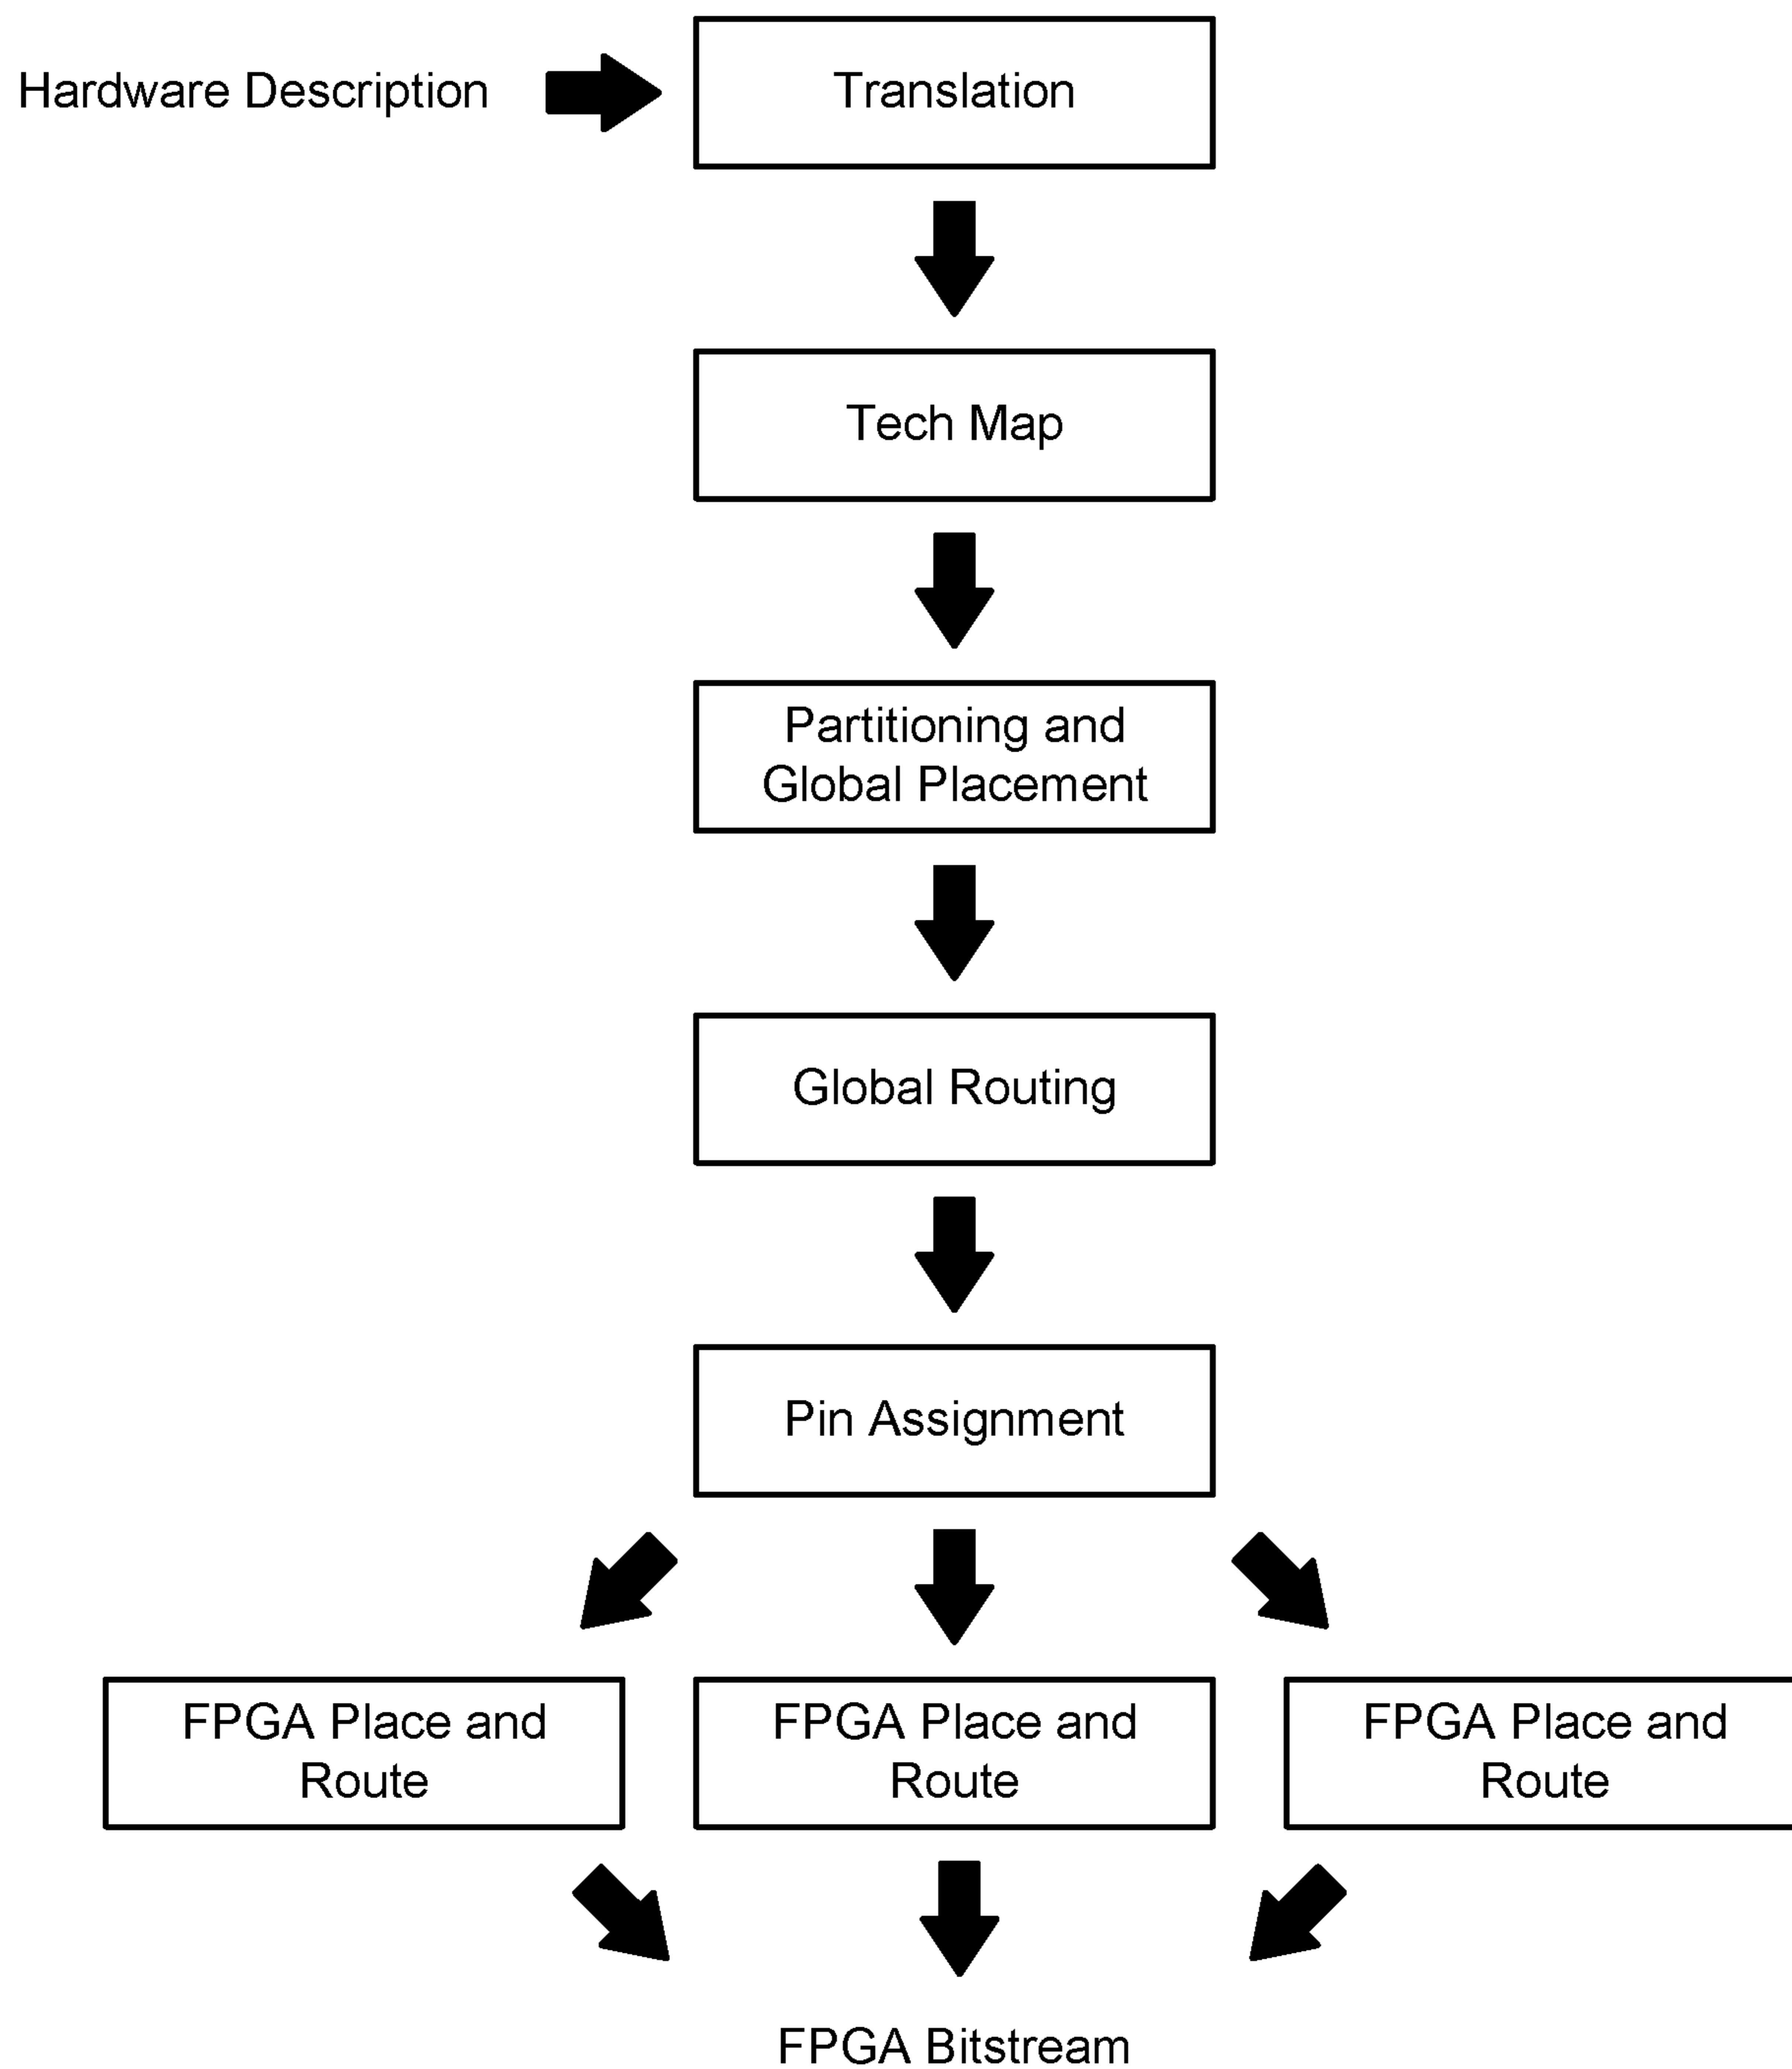 Hardware Description
Translation
Tech Map
Partitioning and
Global Placement
Global Routing
Pin Assignment
FPGA Place and
Route
FPGA Place and
Route
FPGA Place and
Route
FPGA Bitstream